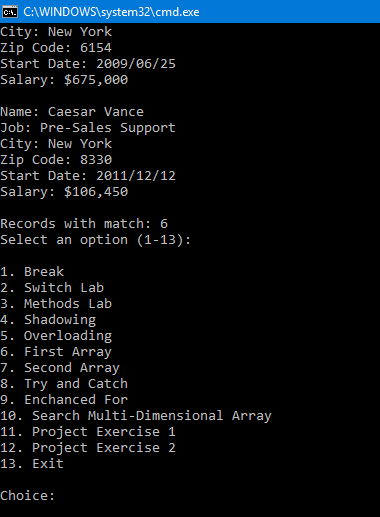 C:\WINDOWS\system32\cmd.exe
City: New York
Zip Code: 6154
Start Date: 2009/06/25
Salary: $675,000
Name: Caesar Vance
Job: Pre-Sales Support
City: New York
Zip Code: 8330
Start Date: 2011/12/12
Salary: $106,450
Records with match: 6
Select an option (1-13):
1. Break
2. Switch Lab
3. Methods Lab
4. Shadowing
5. Overloading
6. First Array
7. Second Array
8. Try and Catch
9. Enchanced For
10. Search Multi-Dimensional Array
11. Project Exercise 1
12. Project Exercise 2
13. Exit
Choice: